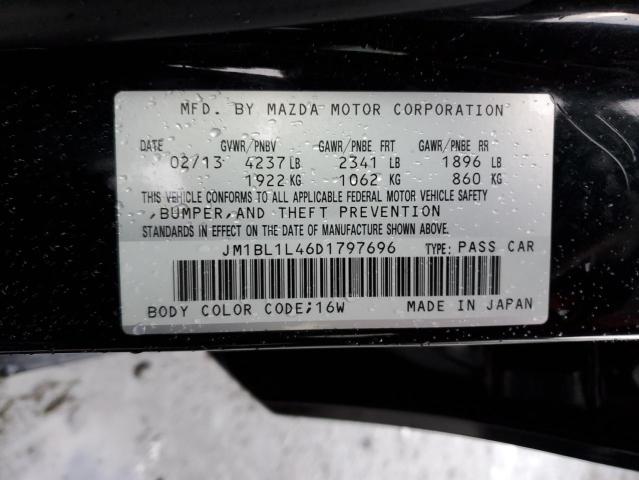 MFD. BY MAZDA MOTOR CORPORATION
DATE GVWR/PNBV GAWR/PNBE FRT GAWR/PNBE RR
02/13 4237 LB 2341 LB 1896 LB
1922 KG 1062 KG 860 KG
THIS VEHICLE CONFORMS TO ALL APPLICABLE FEDERAL MOTOR VEHICLE SAFETY
,BUMPER,AND THEFT PREVENTION
STANDARDS IN EFFECT ON THE DATE OF MANUFACTURE SHOWN ABOVE.
JM1BL1L46D1797696 TYPE: PASS CAR
BODY COLOR CODE;16W MADE IN JAPAN